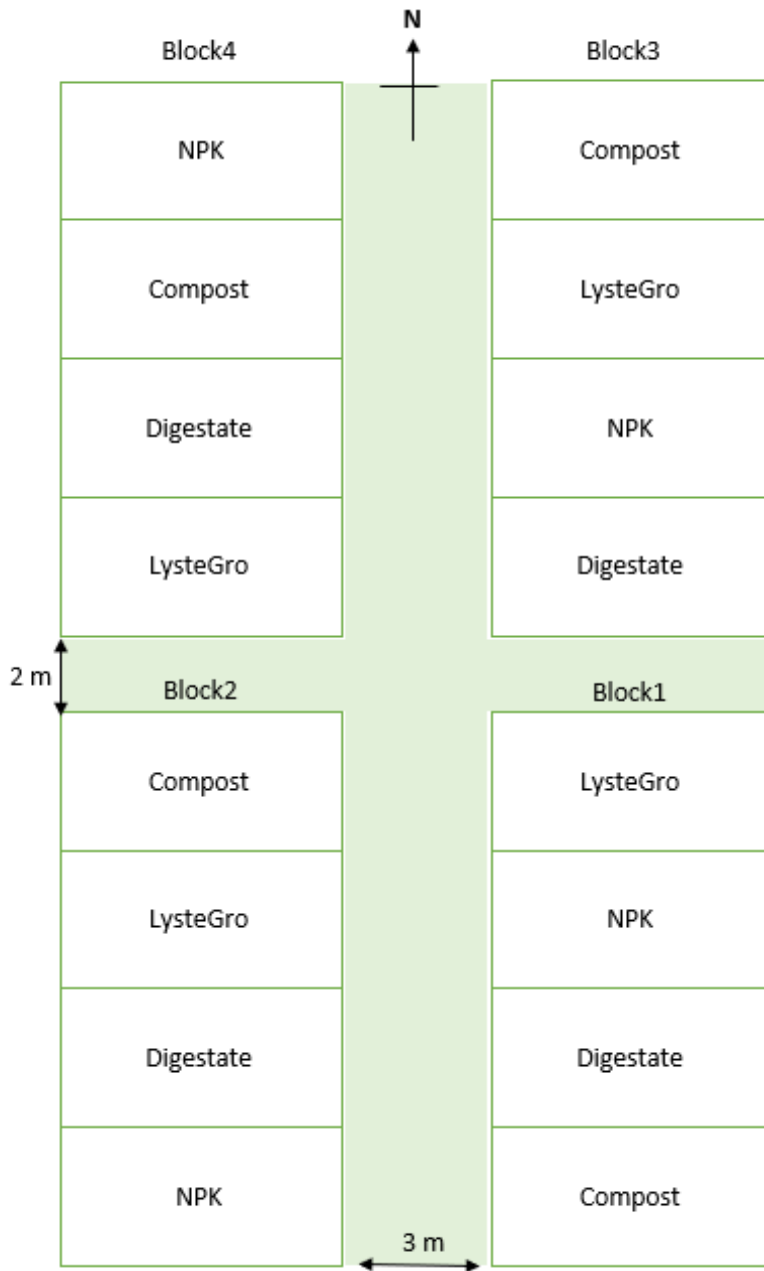 N
Block4
Block3
NPK
Compost
Compost
LysteGro
Digestate
NPK
LysteGro
Digestate
2 m
Block2
Block1
Compost
LysteGro
LysteGro
NPK
Digestate
Digestate
NPK
Compost
3 m